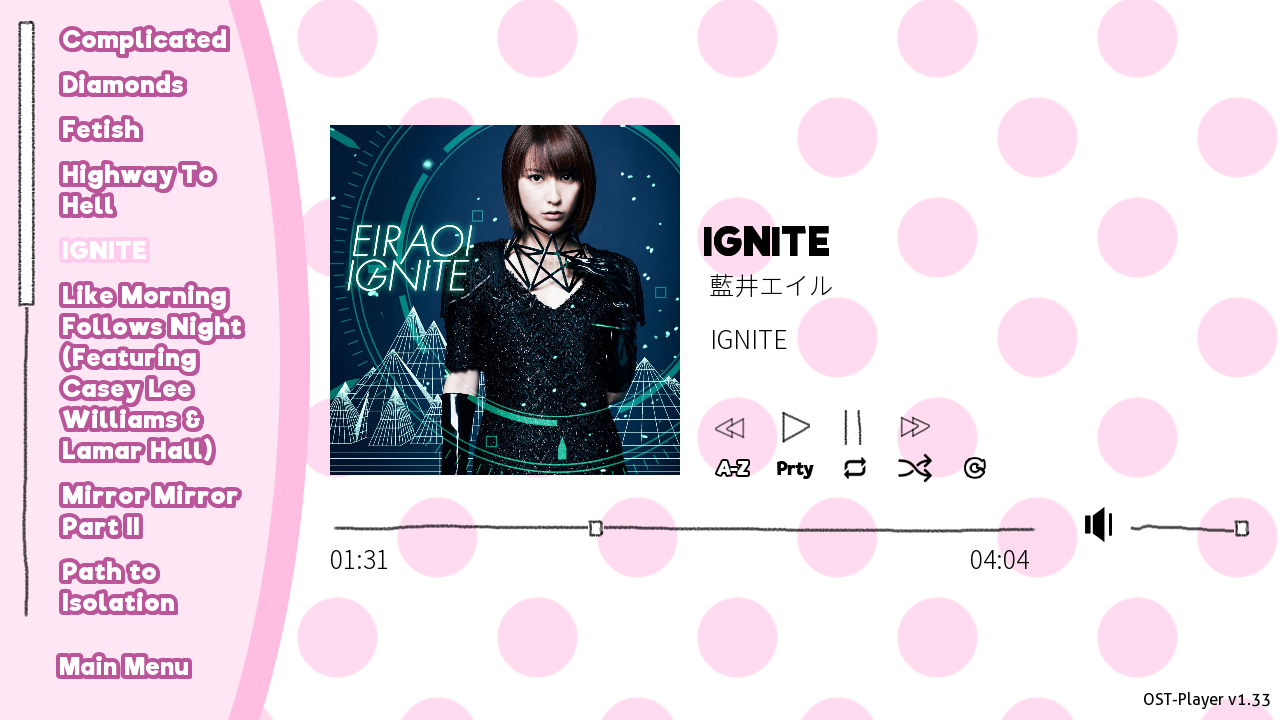 Complicated
Diamonds
Fetish
Highway To
Hell
IGNITE
Like Morning
Follows Night
(Featuring
Casey Lee
Williams &
Lamar Hall)
Mirror Mirror
Part II
Path to
Isolation
Main Menu
EIRAOI
IGNITE
IGNITE
藍井エイル
IGNITE
A-Z
Prty
01:31
04:04
OST-Player v1.33